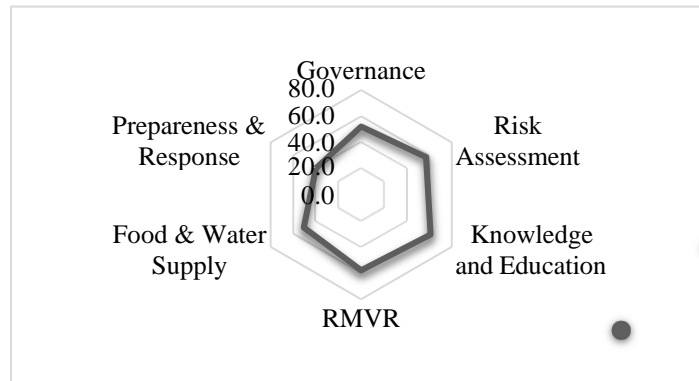 Governance
80.0
60.0
40.0
20.0
0.0
Risk
Assessment
Knowledge
and Education
RMVR
Food & Water
Supply
Prepareness &
Response